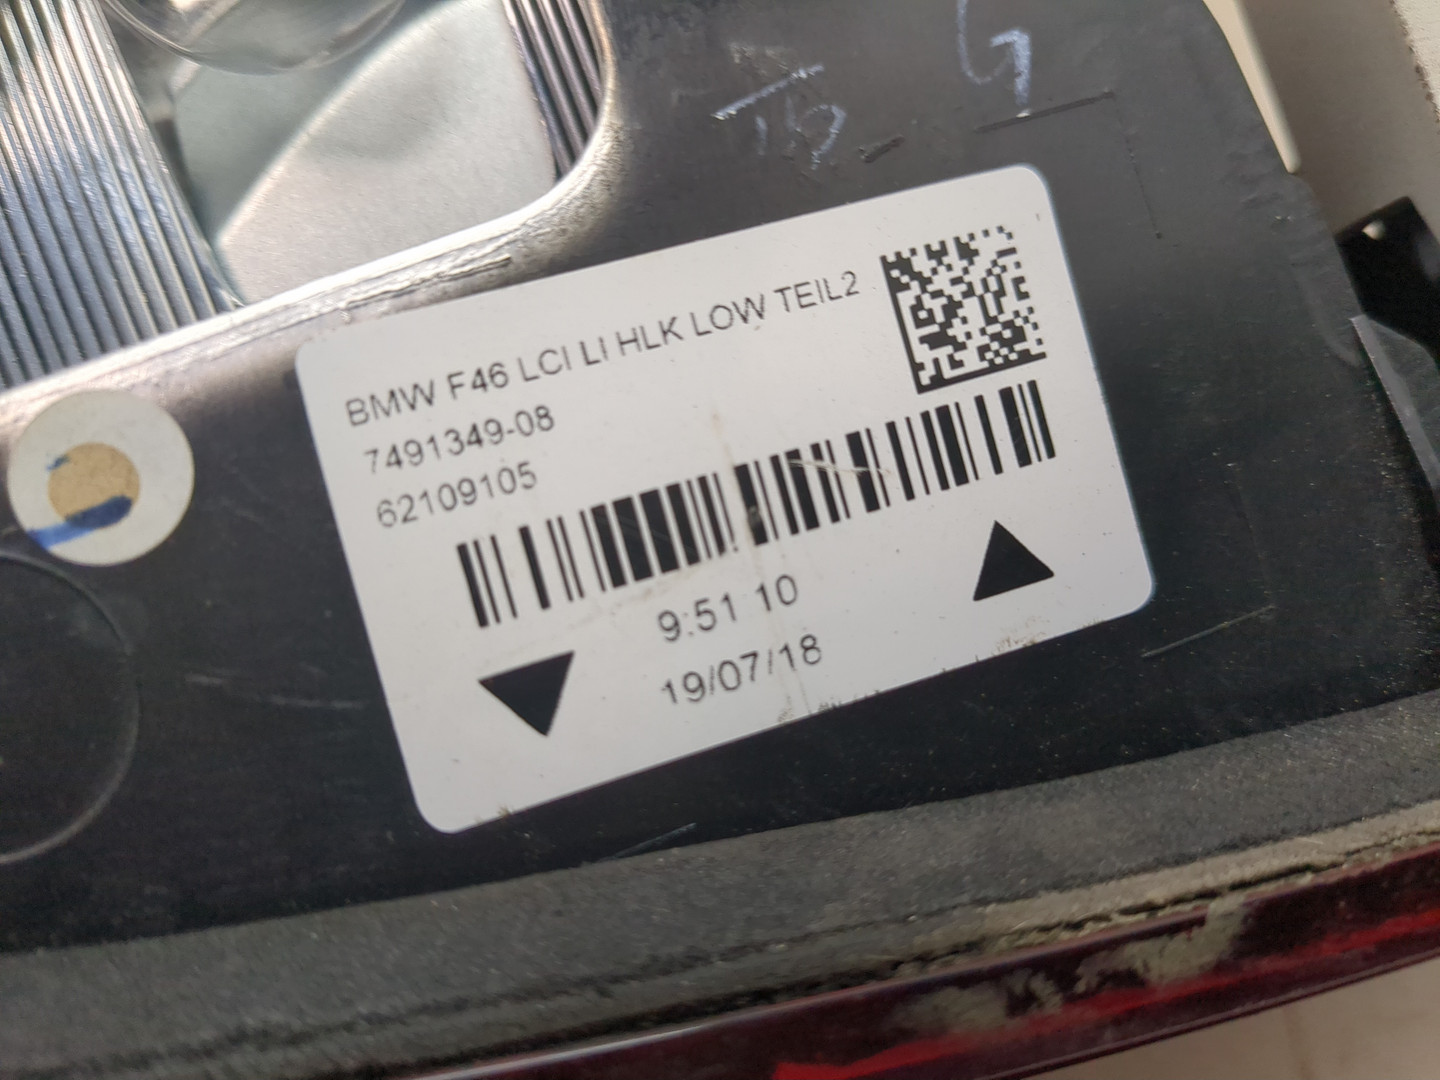 BMW F46 LCI LI HLK LOW TEIL2
7491349-08
62109105
9:51 10
19/07/18